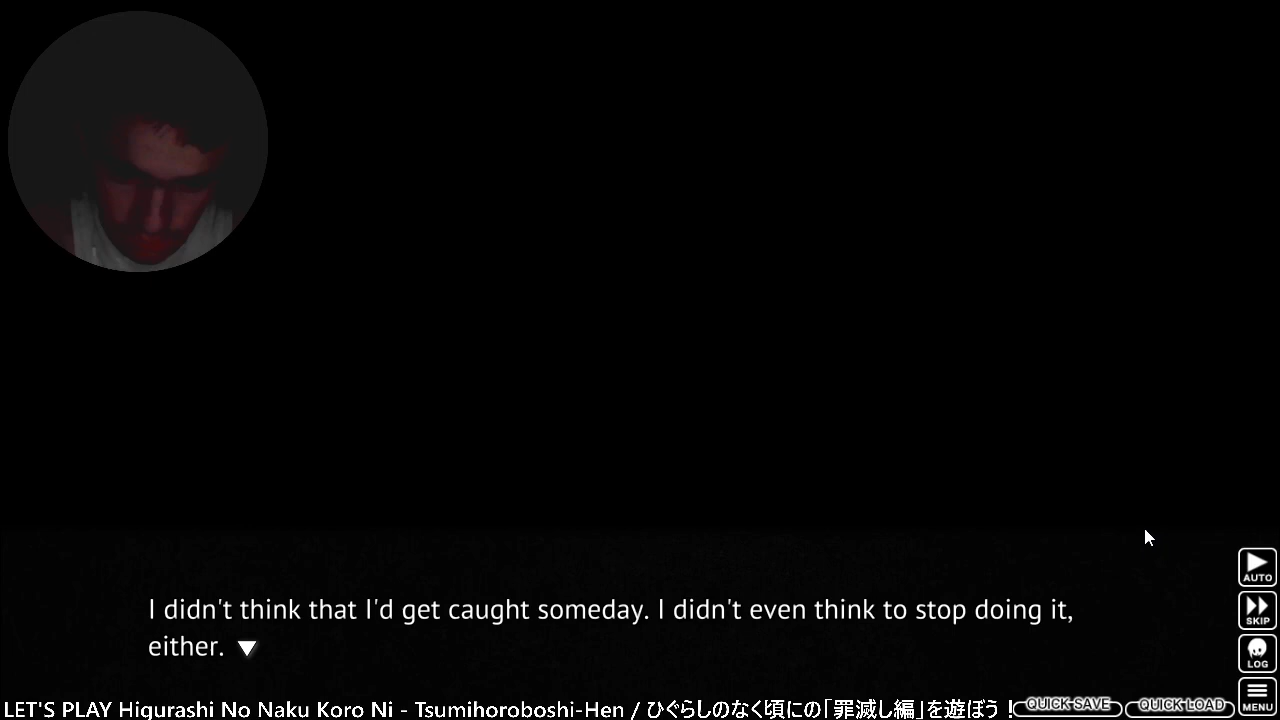 I didn't think that I'd get caught someday. I didn't even think to stop doing it,
either.
AUTO
SKIP
LOG
MENU
QUICK SAVE
QUICK LOAD
LET'S PLAY Higurashi No Naku Koro Ni - Tsumihoroboshi-Hen / ひぐらしのなく頃にの「罪滅し編」を遊ぼう！